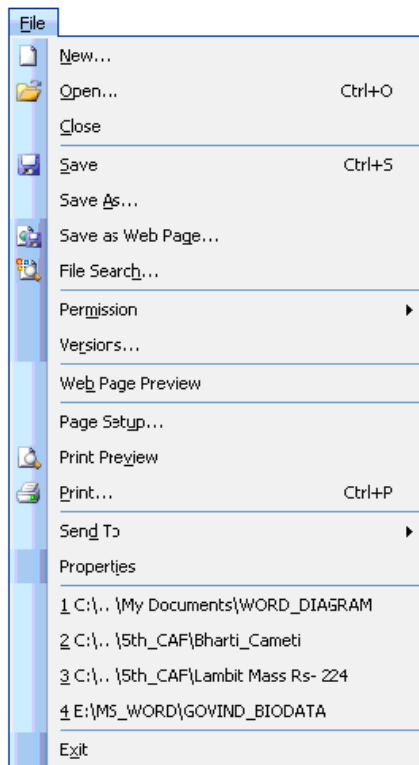 File
New...
Open... Ctrl+O
Close
Save Ctrl+S
Save As...
Save as Web Page...
File Search...
Permission
Versions...
Web Page Preview
Page Setup...
Print Preview
Print... Ctrl+P
Send To
Properties
1 C:\.. \My Documents\WORD_DIAGRAM
2 C:\.. \5th_CAF\Bharti_Cameti
3 C:\.. \5th_CAF\Lambit Mass Rs- 224
4 E:\MS_WORD\GOVIND_BIODATA
Exit